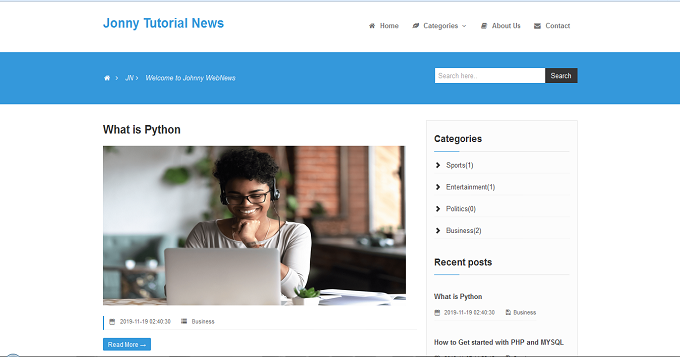 Jonny Tutorial News
Home Categories About Us Contact
JN Welcome to Johnny WebNews
Search here.. Search
What is Python
2019-11-19 02:40:30 Business
Read More →
Categories
Sports(1)
Entertainment(1)
Politics(0)
Business(2)
Recent posts
What is Python
2019-11-19 02:40:30 Business
How to Get started with PHP and MYSQL